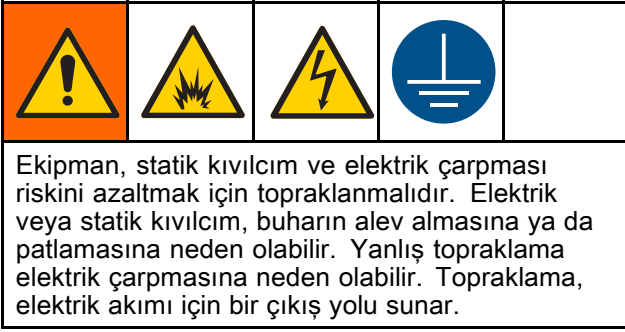 Ekipman, statik kıvılcım ve elektrik çarpması
riskini azaltmak için topraklanmalıdır. Elektrik
veya statik kıvılcım, buharın alev almasına ya da
patlamasına neden olabilir. Yanlış topraklama
elektrik çarpmasına neden olabilir. Topraklama,
elektrik akımı için bir çıkış yolu sunar.